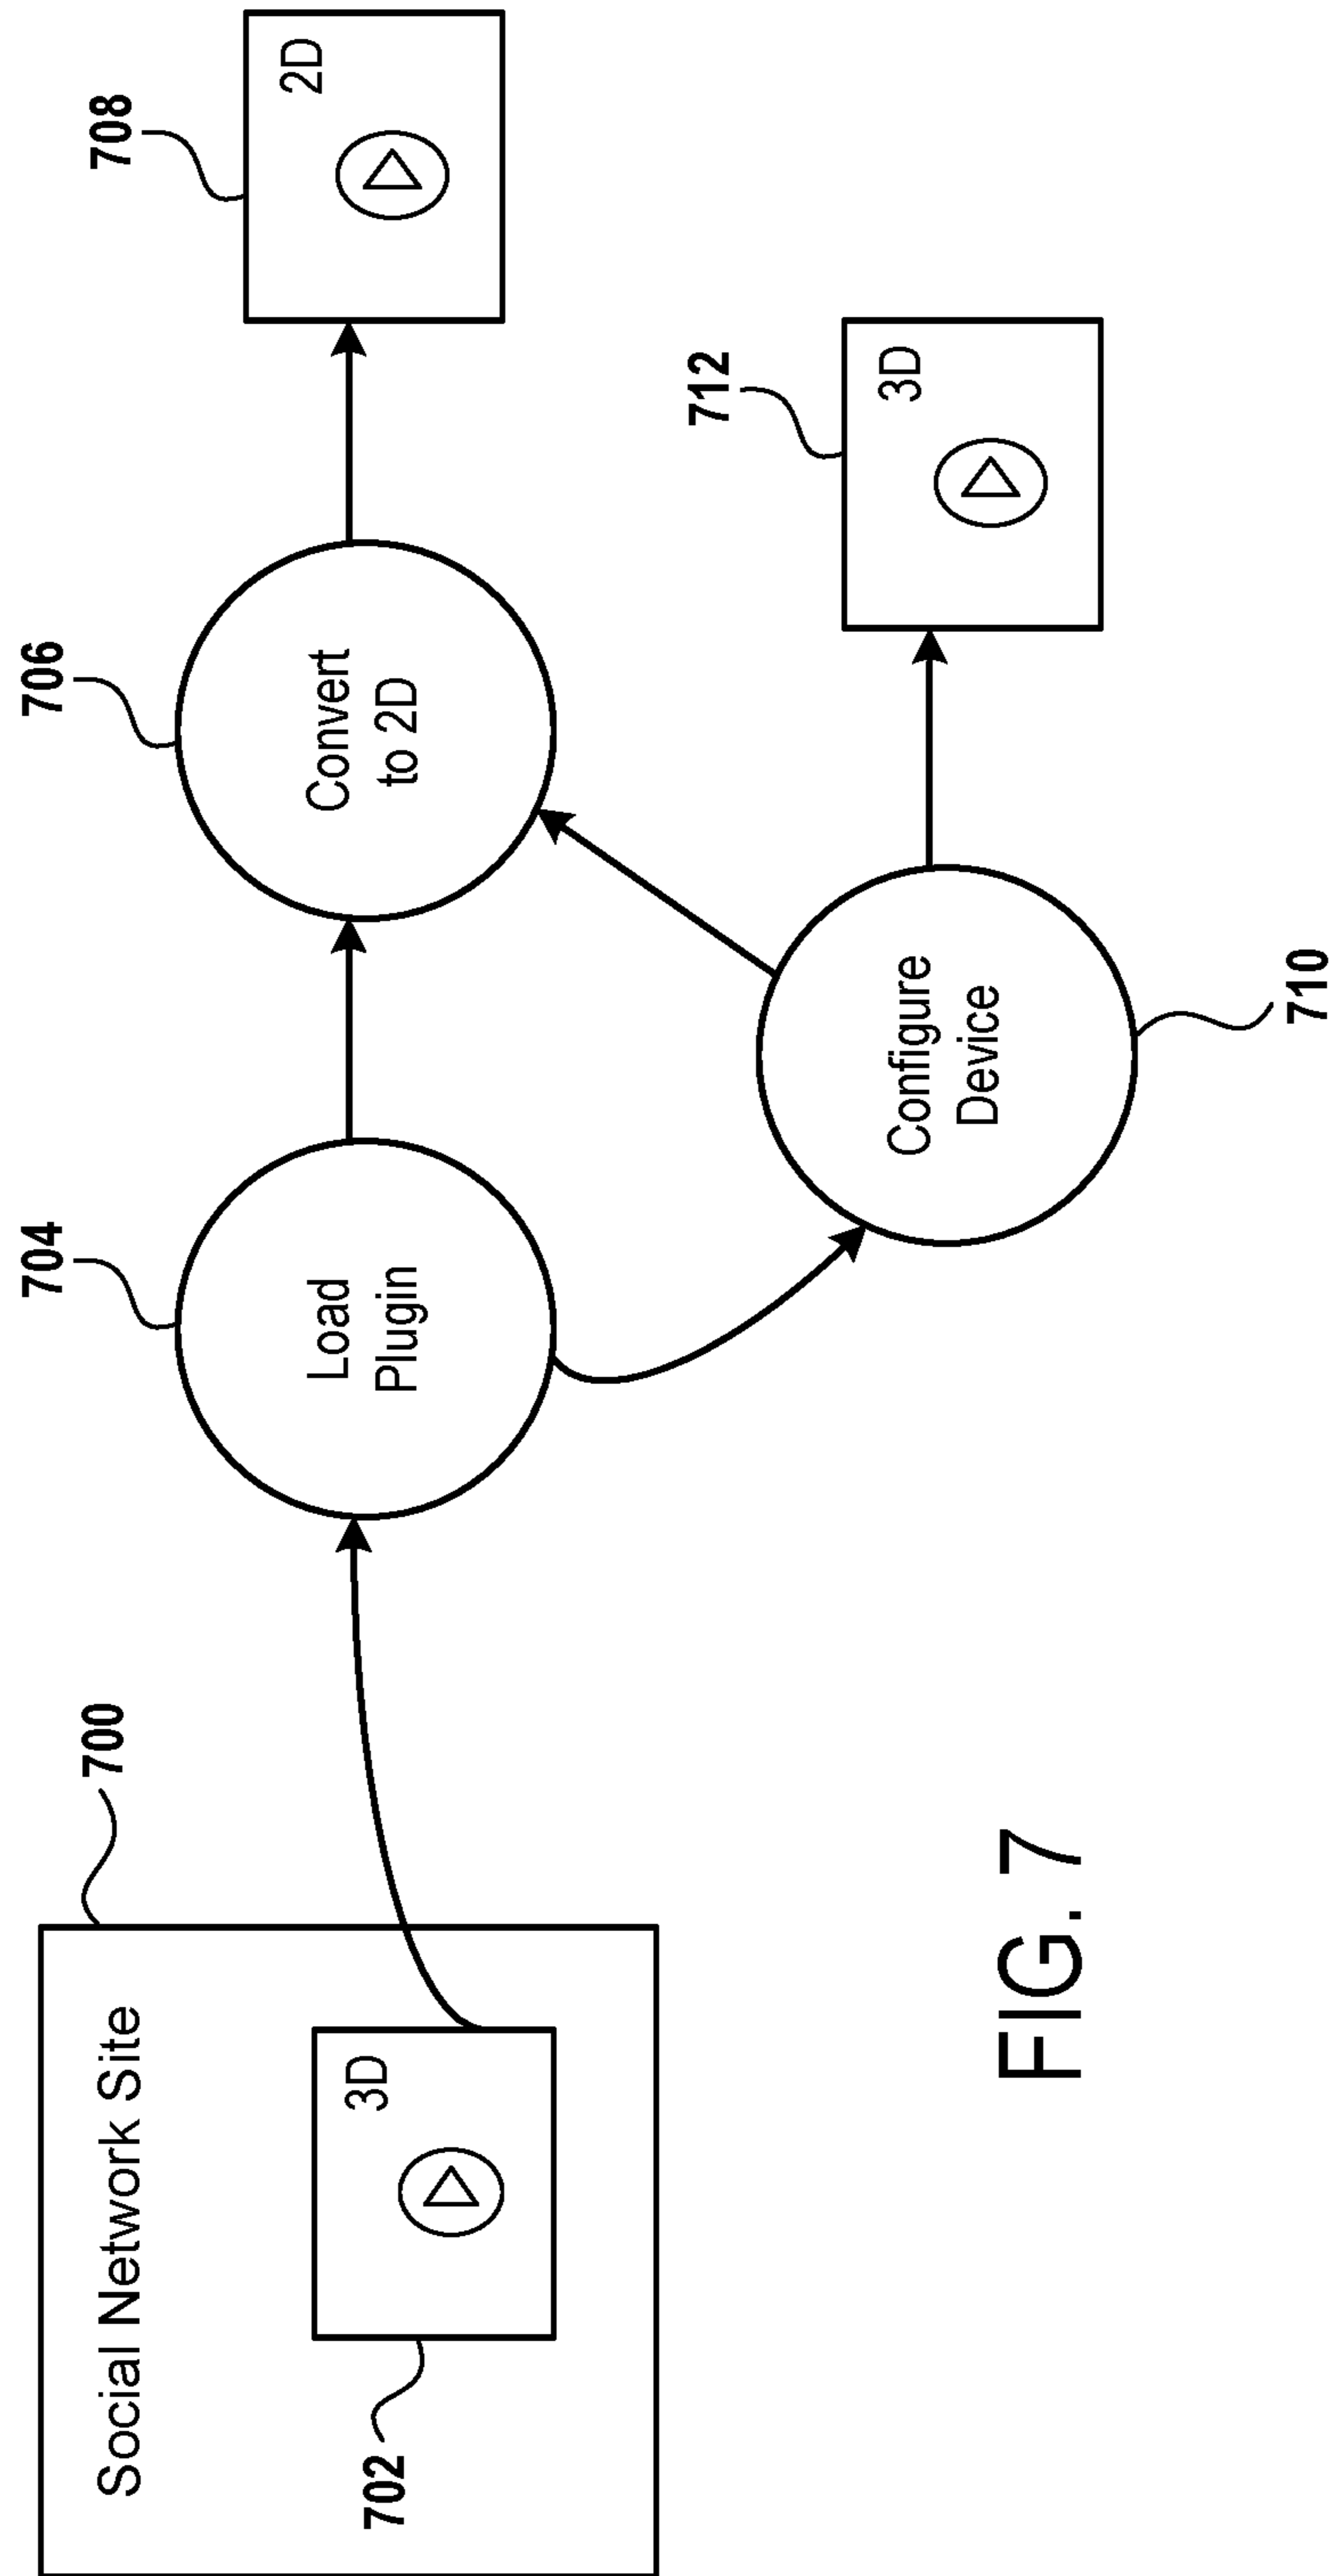 Social Network Site
700
3D
702
704
Load
Plugin
706
Convert
to 2D
708
2D
Configure
Device
710
712
3D
FIG. 7